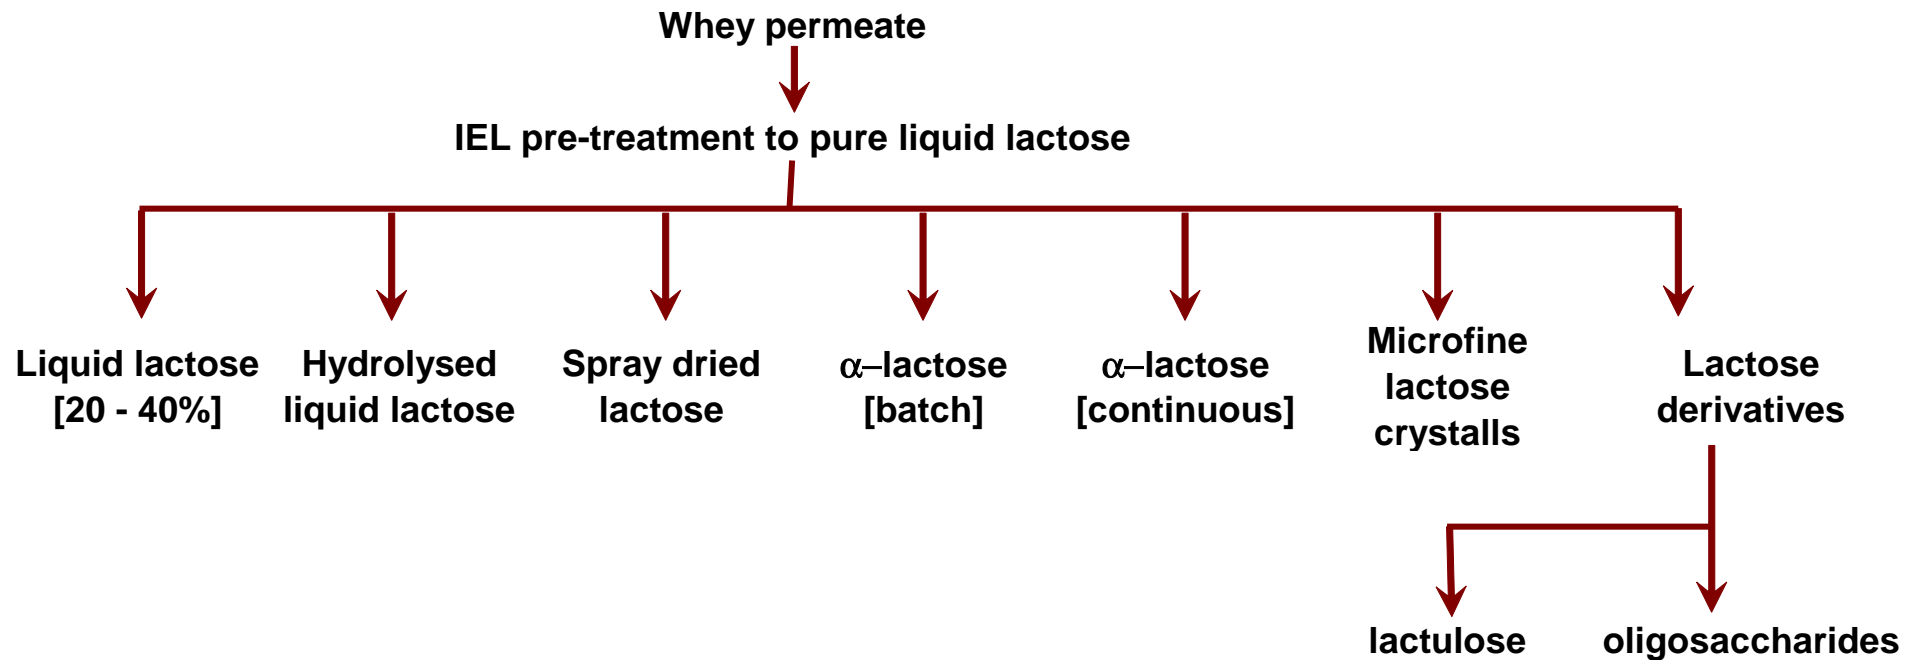 Whey permeate
IEL pre-treatment to pure liquid lactose
Liquid lactose
[20 - 40%]
Hydrolysed
liquid lactose
Spray dried
lactose
α–lactose
[batch]
α–lactose
[continuous]
Microfine
lactose
crystalls
Lactose
derivatives
lactulose
oligosaccharides